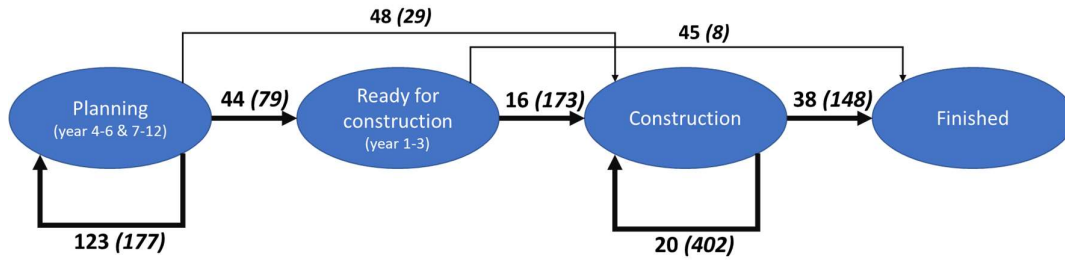 48 (29)
45 (8)
Planning
(year 4-6 & 7-12)
44 (79)
Ready for
construction
(year 1-3)
16 (173)
Construction
38 (148)
Finished
123 (177)
20 (402)